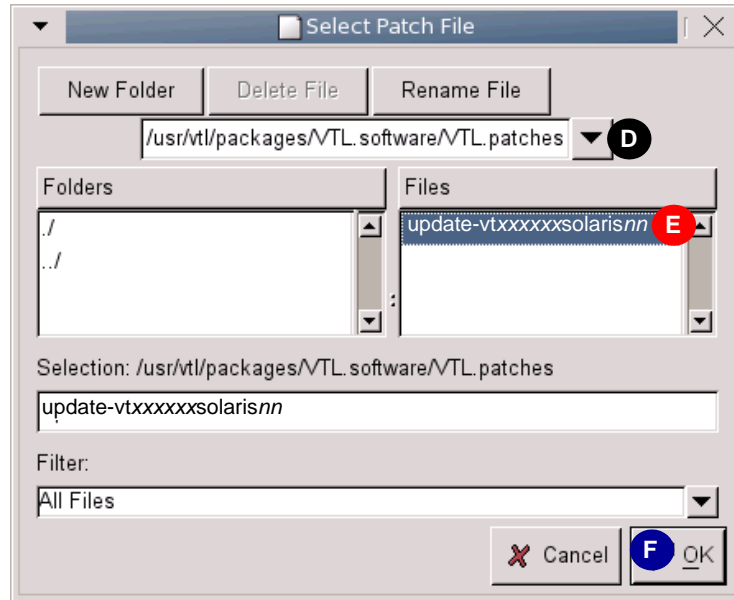 Select Patch File
New Folder Delete File Rename File
/usr/vtl/packages/VTL.software/VTL.patches D
Folders Files
./ update-vtxxxxxxsolarisnn E
../
Selection: /usr/vtl/packages/VTL.software/VTL.patches
update-vtxxxxxxsolarisnn
Filter:
All Files
Cancel F OK